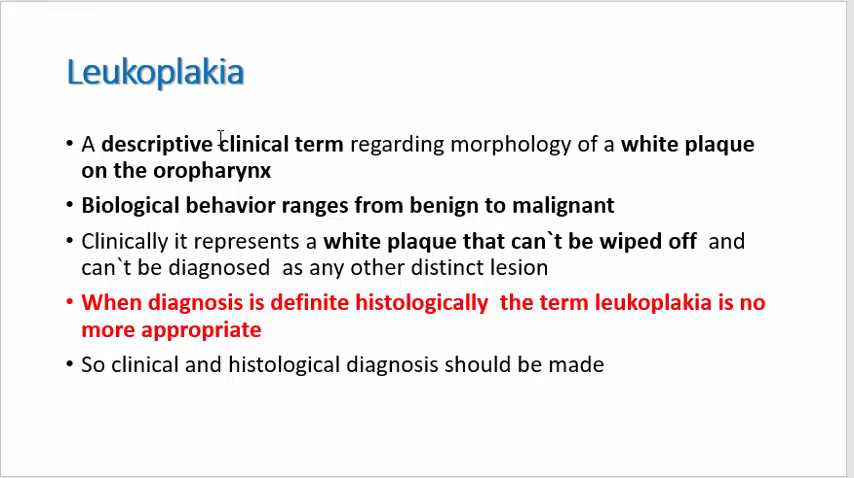 Leukoplakia
• A descriptive clinical term regarding morphology of a white plaque
on the oropharynx
• Biological behavior ranges from benign to malignant
• Clinically it represents a white plaque that can`t be wiped off  and
can`t be diagnosed  as any other distinct lesion
• When diagnosis is definite histologically  the term leukoplakia is no
more appropriate
• So clinical and histological diagnosis should be made